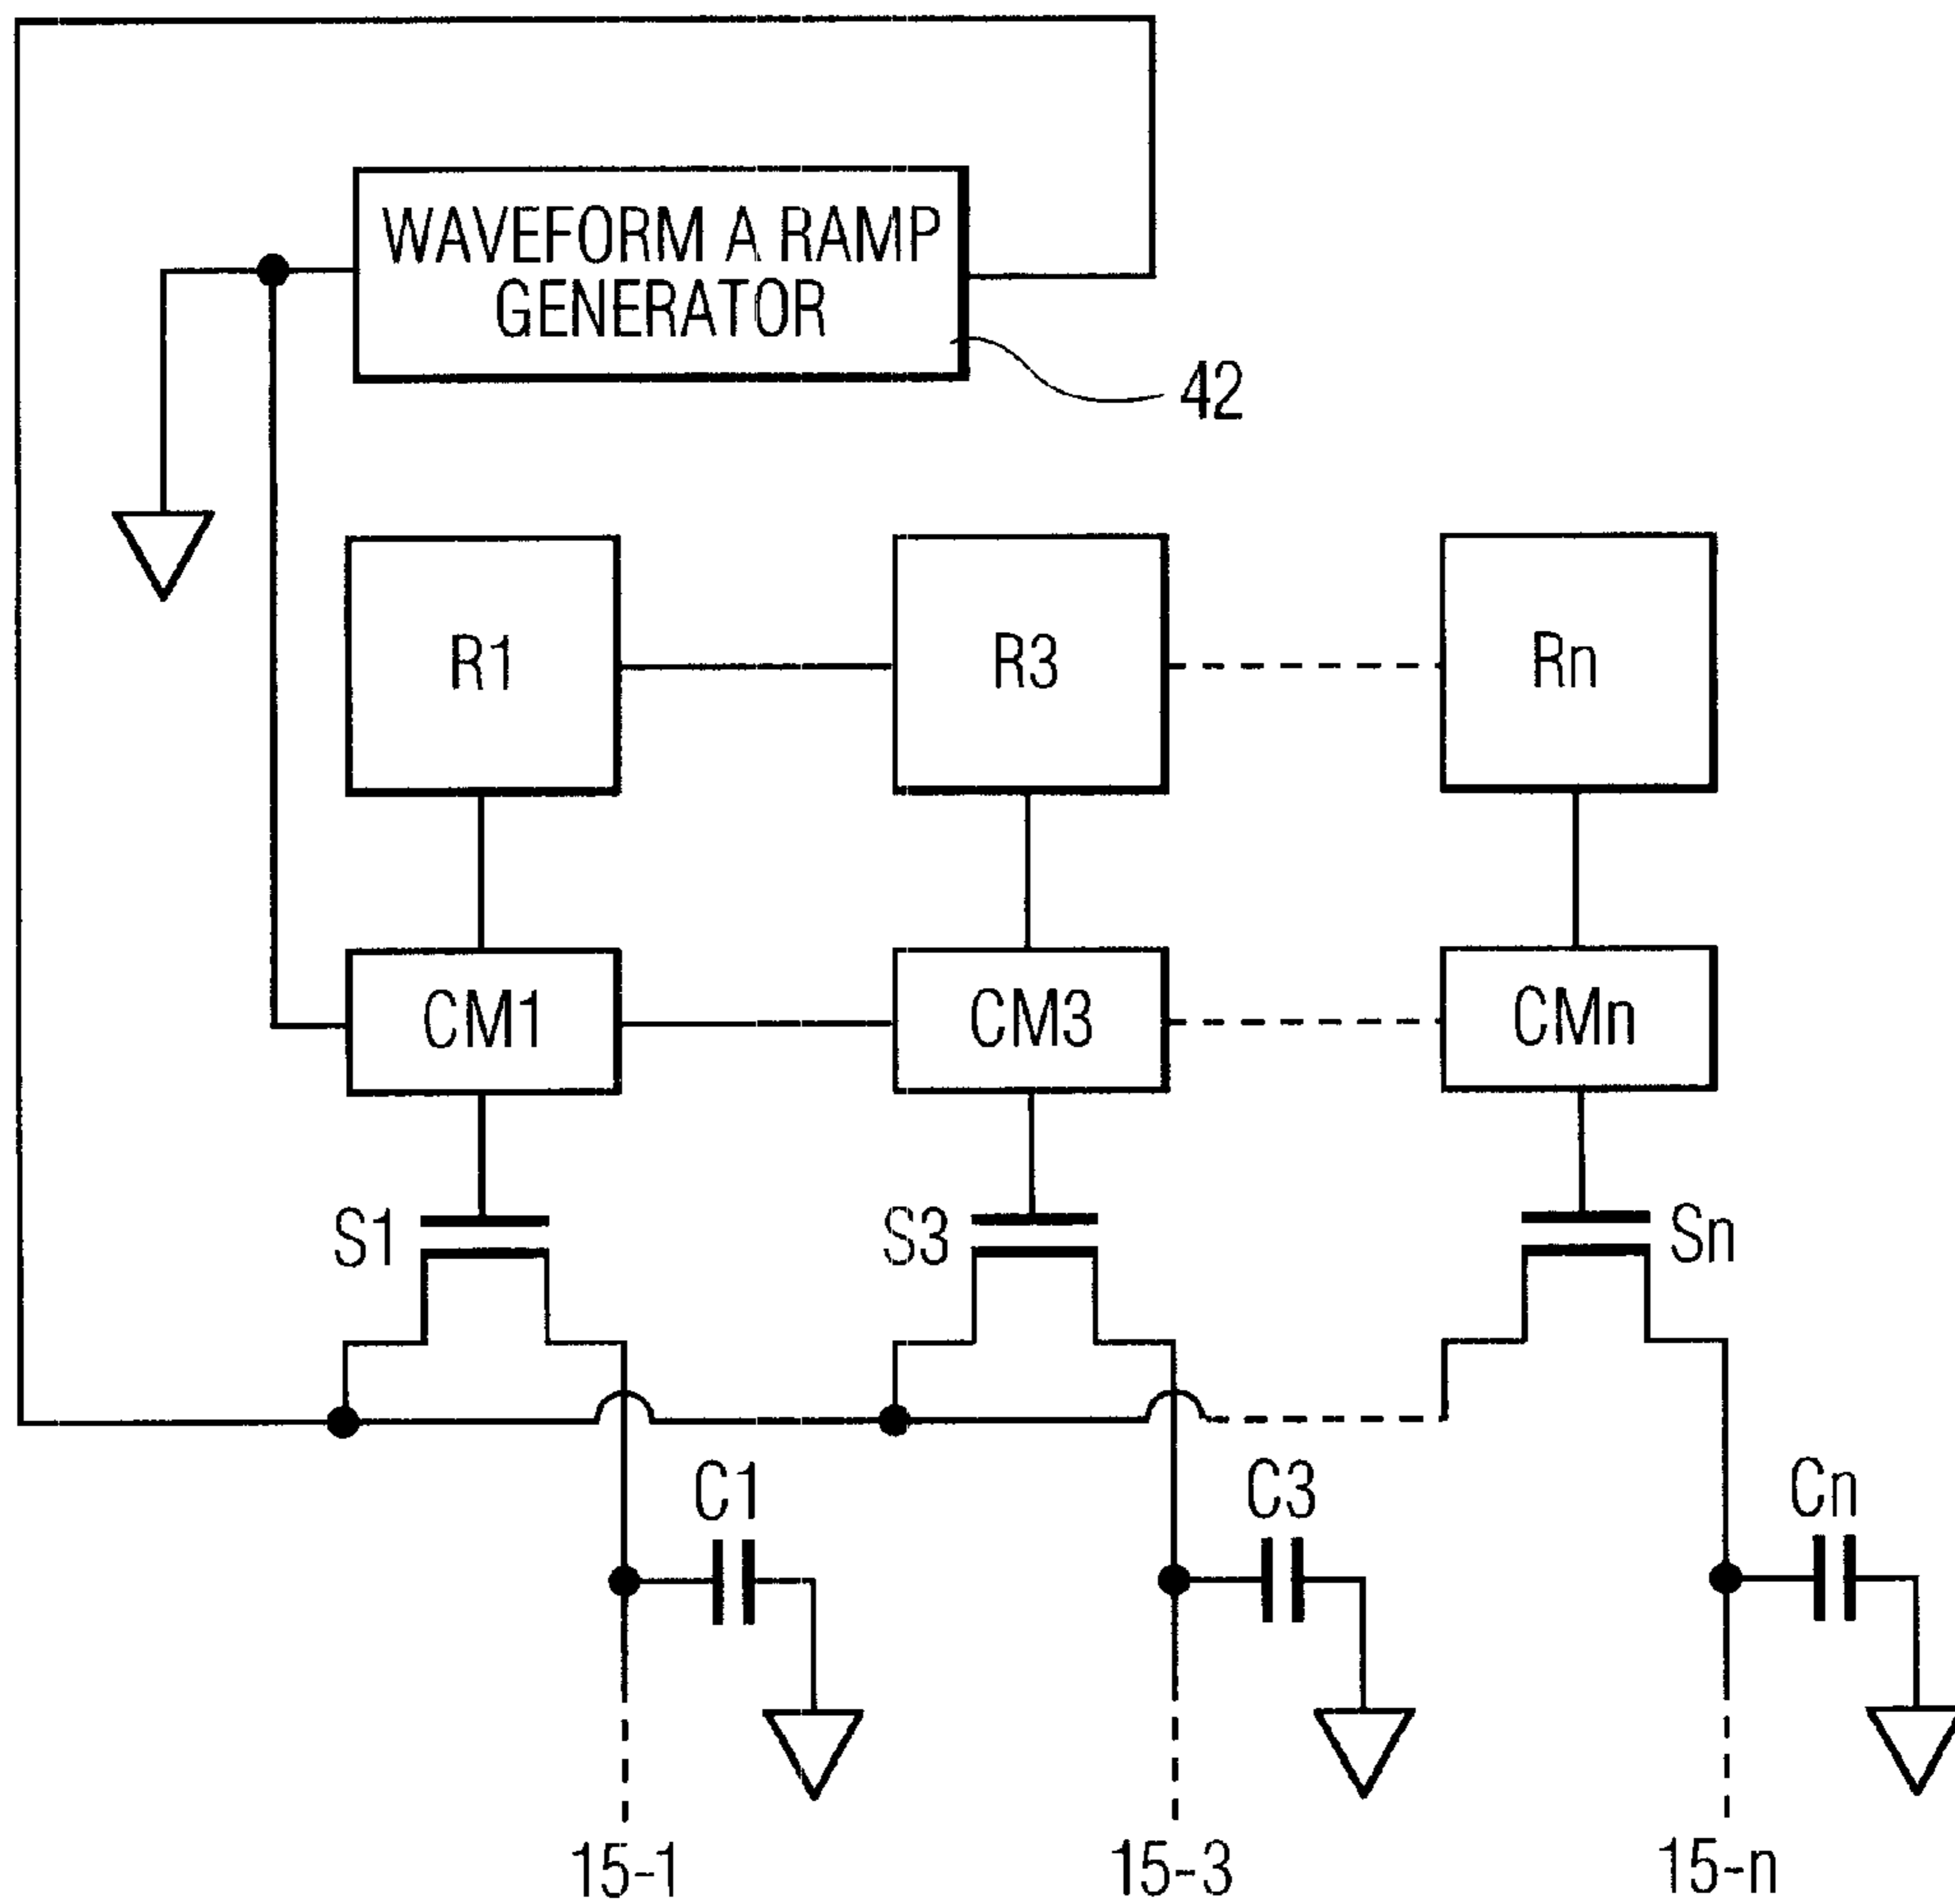 WAVEFORM A RAMP
GENERATOR
42
R1
R3
Rn
CM1
CM3
CMn
S1
S3
Sn
C1
C3
Cn
15-1
15-3
15-n